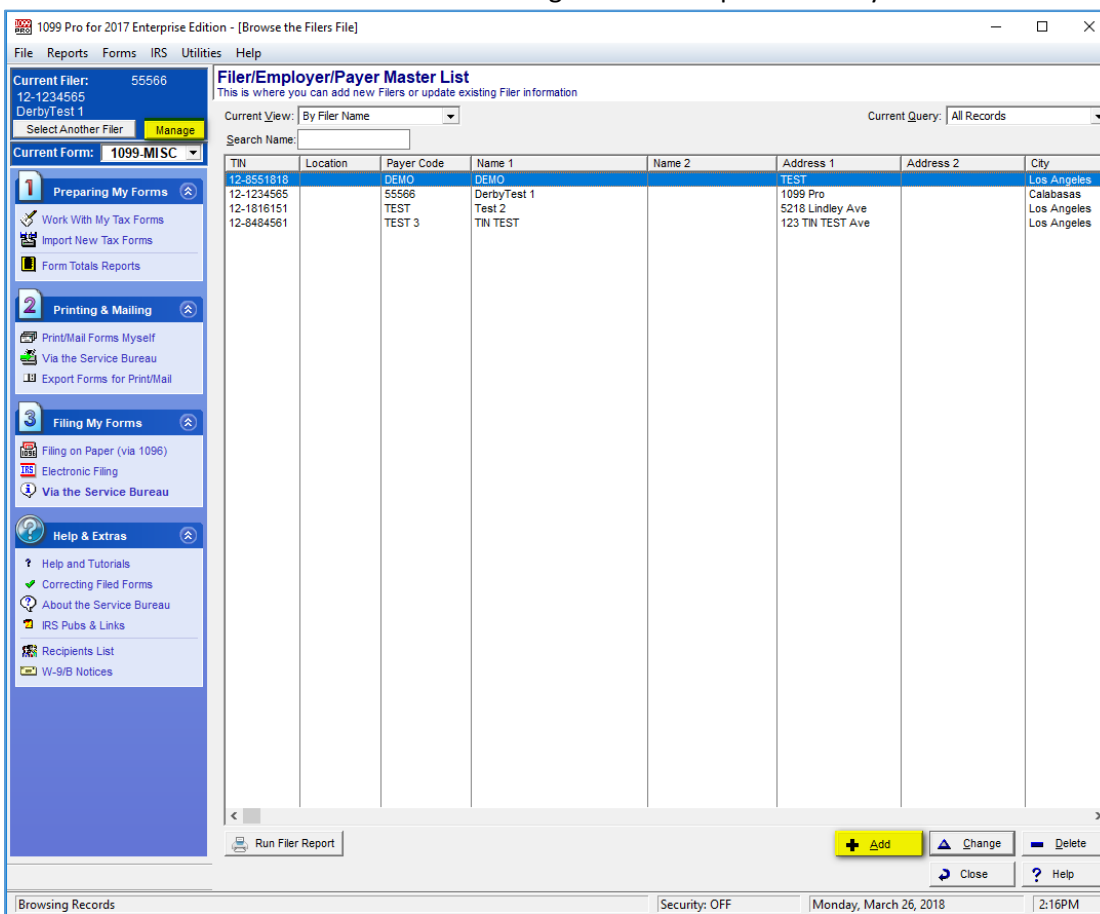 1099 Pro for 2017 Enterprise Edition - [Browse the Filers File]
File Reports Forms IRS Utilities Help
Current Filer: 55566
12-1234565
DerbyTest 1
Select Another Filer Manage
Current Form: 1099-MISC
1 Preparing My Forms
Work With My Tax Forms
Import New Tax Forms
Form Totals Reports
2 Printing & Mailing
Print/Mail Forms Myself
Via the Service Bureau
Export Forms for Print/Mail
3 Filing My Forms
Filing on Paper (via 1096)
Electronic Filing
Via the Service Bureau
Help & Extras
Help and Tutorials
Correcting Filed Forms
About the Service Bureau
IRS Pubs & Links
Recipients List
W-9/B Notices
Filer/Employer/Payer Master List
This is where you can add new Filers or update existing Filer information
Current View: By Filer Name Current Query: All Records
Search Name:
TIN Location Payer Code Name 1 Name 2 Address 1 Address 2 City
12-8551818 DEMO DEMO TEST Los Angeles
12-1234565 55566 DerbyTest 1 1099 Pro Calabasas
12-1816151 TEST Test 2 5218 Lindley Ave Los Angeles
12-8484561 TEST 3 TIN TEST 123 TIN TEST Ave Los Angeles
Run Filer Report Add Change Delete
Close ? Help
Browsing Records Security: OFF Monday, March 26, 2018 2:16PM